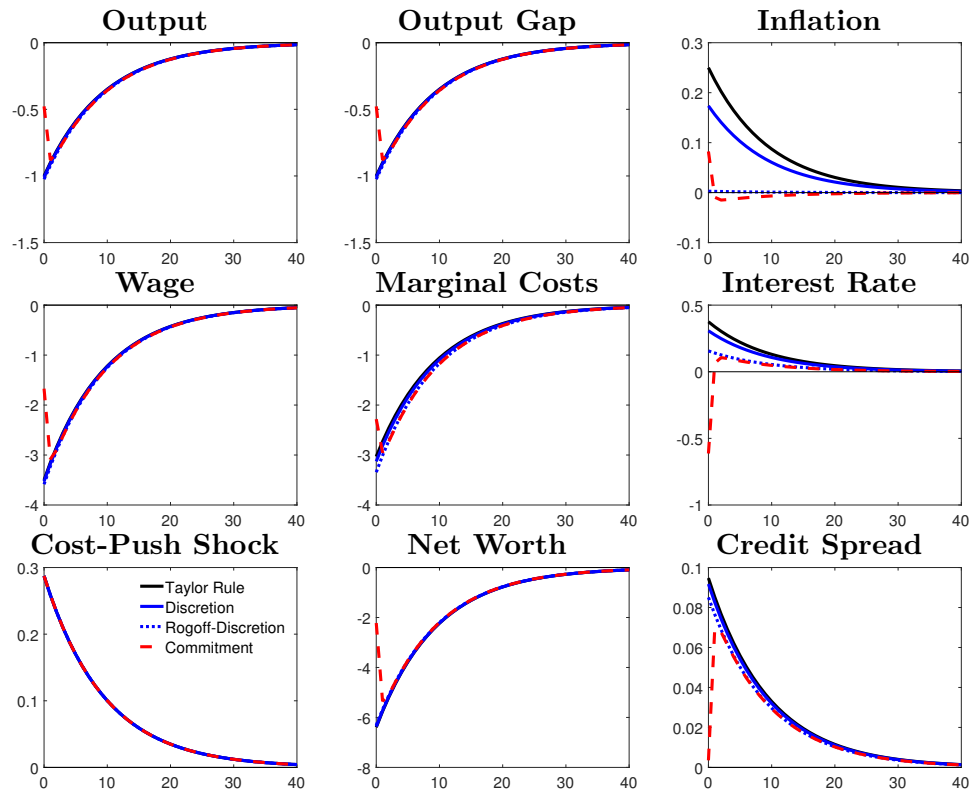 Output
Output Gap
Inflation
0
-0.5
-1
-1.5
0 10 20 30 40
0
-0.5
-1
-1.5
0 10 20 30 40
0.3
0.2
0.1
0
-0.1
0 10 20 30 40
Wage
Marginal Costs
Interest Rate
0
-1
-2
-3
-4
0 10 20 30 40
0
-1
-2
-3
-4
0 10 20 30 40
0.5
0
-0.5
-1
0 10 20 30 40
Cost-Push Shock
Net Worth
Credit Spread
0.3
0.2
0.1
0
Taylor Rule
Discretion
Rogoff-Discretion
Commitment
0 10 20 30 40
0
-2
-4
-6
-8
0 10 20 30 40
0.1
0.08
0.06
0.04
0.02
0
0 10 20 30 40